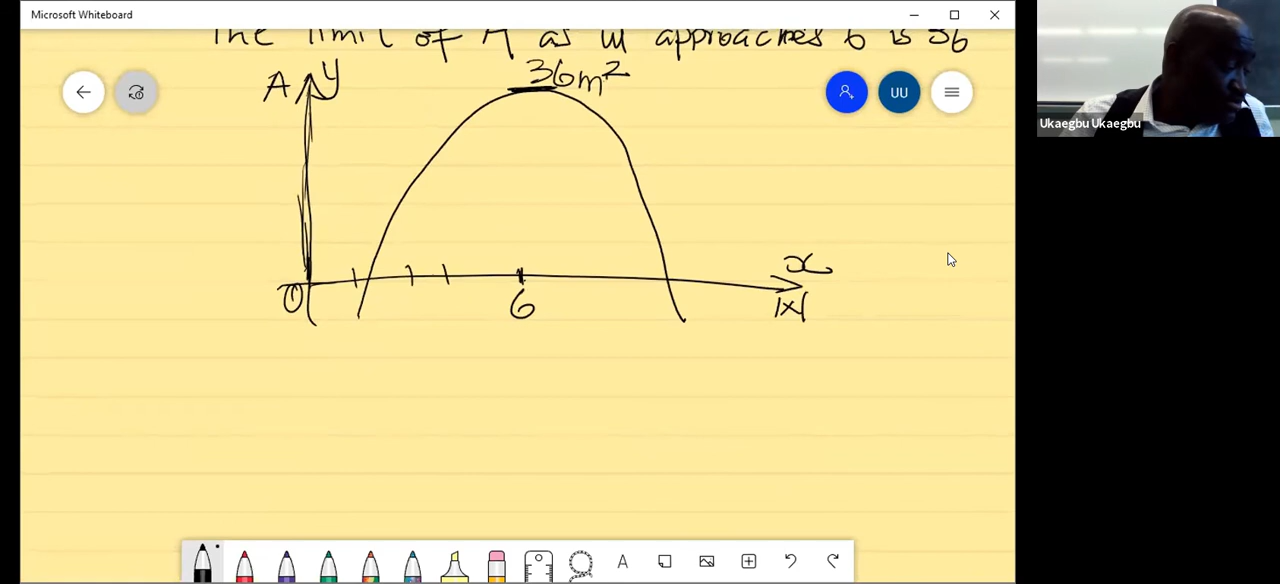 Microsoft Whiteboard
The limit of A as w approaches 6 is 36
A y
36m²
UU
Ukaegbu Ukaegbu
x
0
6
A